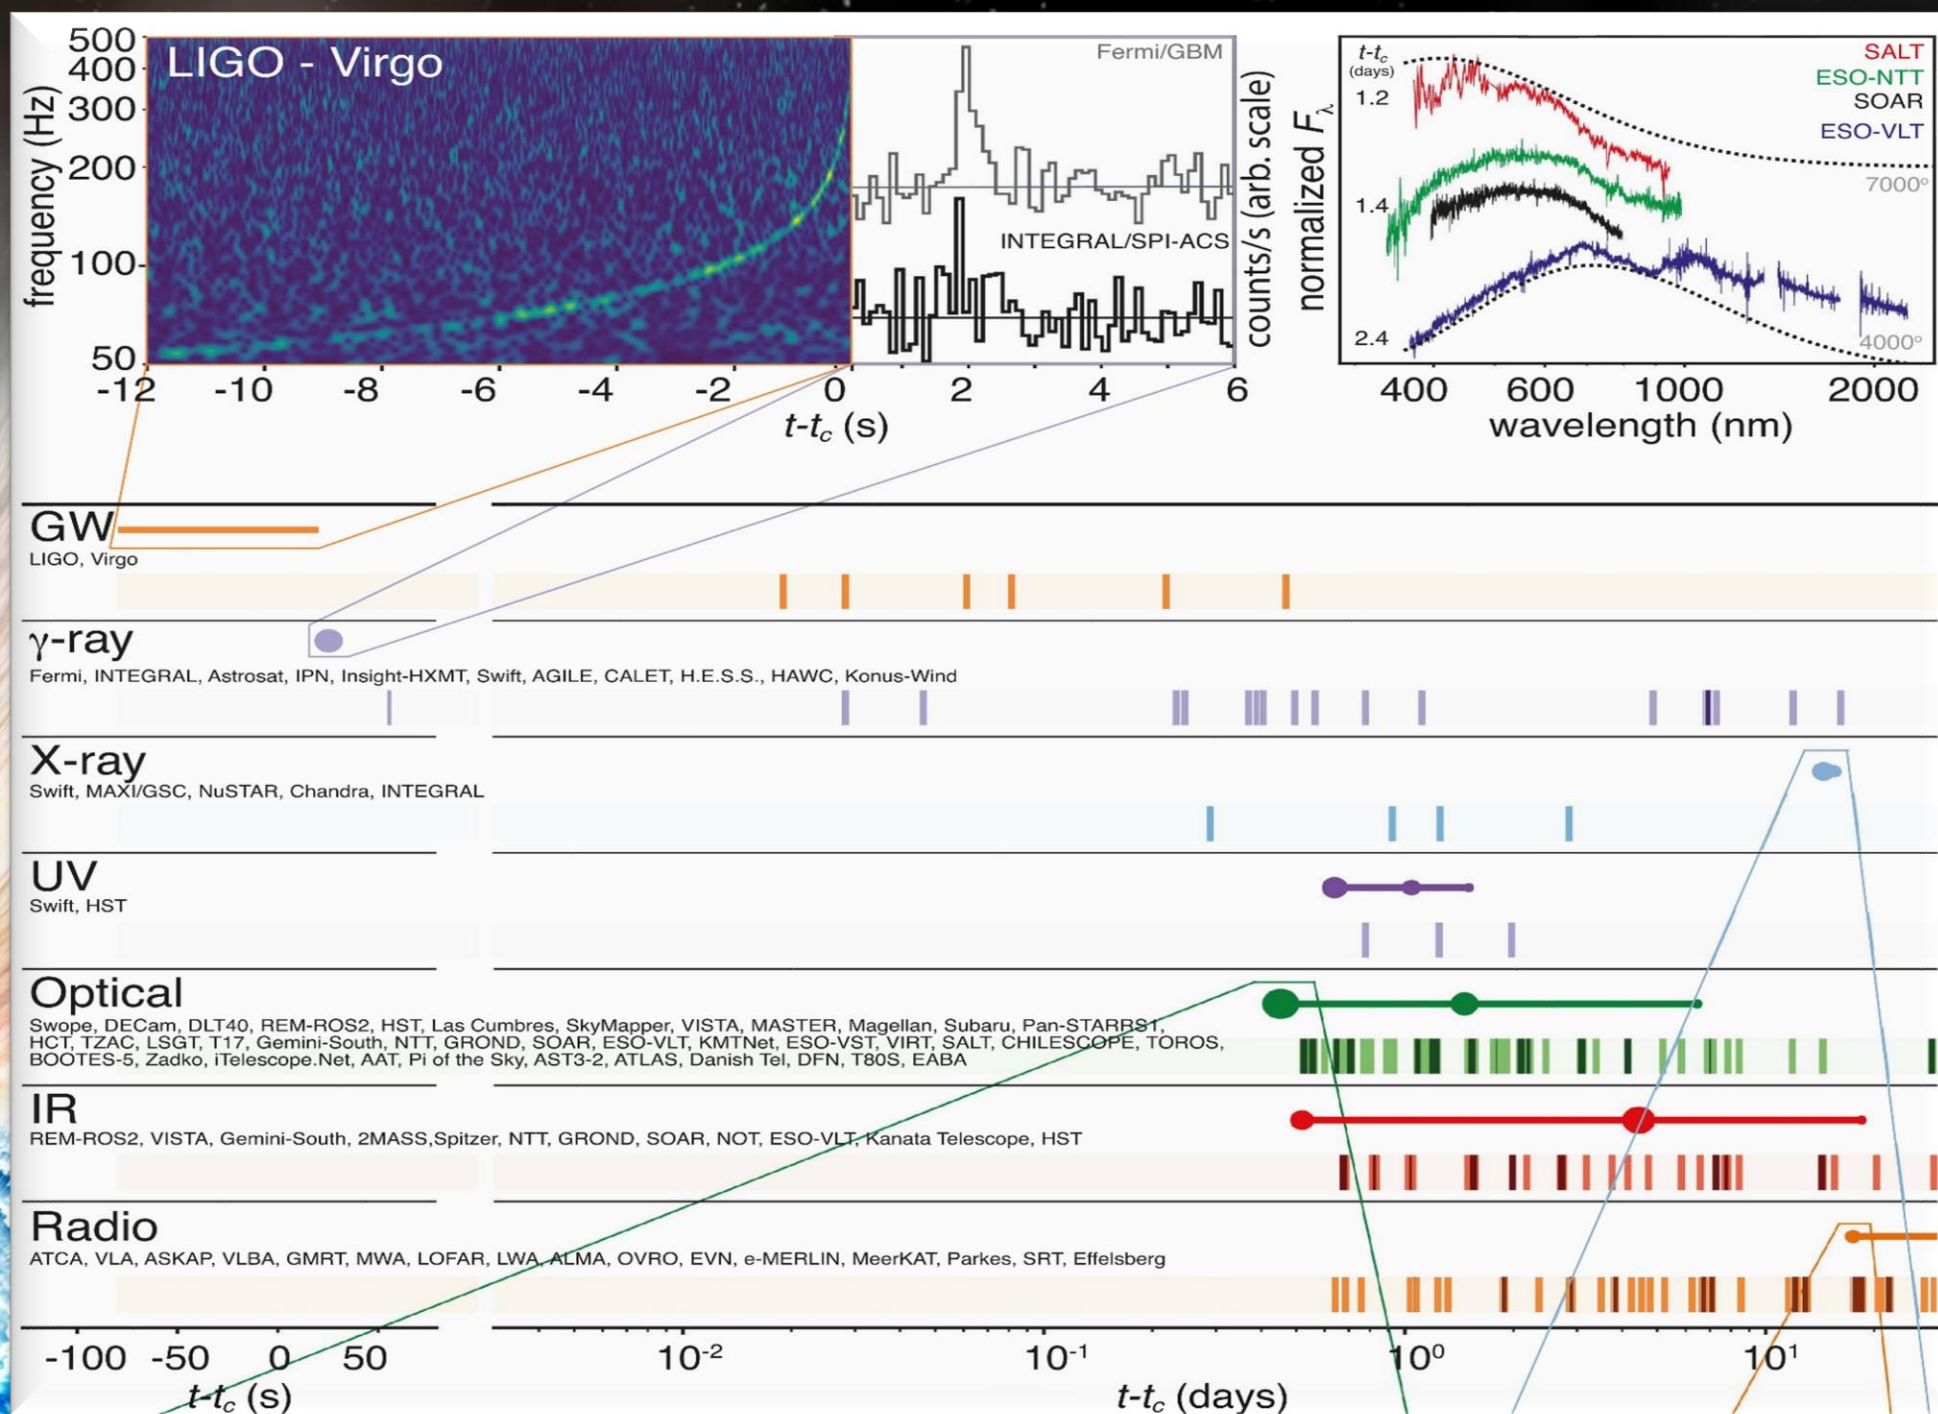 500
400
300
200
100
50
frequency (Hz)
LIGO - Virgo
Fermi/GBM
INTEGRAL/SPI-ACS
counts/s (arb. scale)
-12 -10 -8 -6 -4 -2 0 2 4 6
t-tc (s)
normalized Fλ
t-tc
(days)
1.2
1.4
2.4
SALT
ESO-NTT
SOAR
ESO-VLT
7000°
4000°
400 600 1000 2000
wavelength (nm)
GW
LIGO, Virgo
γ-ray
Fermi, INTEGRAL, Astrosat, IPN, Insight-HXMT, Swift, AGILE, CALET, H.E.S.S., HAWC, Konus-Wind
X-ray
Swift, MAXI/GSC, NuSTAR, Chandra, INTEGRAL
UV
Swift, HST
Optical
Swope, DECam, DLT40, REM-ROS2, HST, Las Cumbres, SkyMapper, VISTA, MASTER, Magellan, Subaru, Pan-STARRS1,
HCT, TZAC, LSGT, T17, Gemini-South, NTT, GROND, SOAR, ESO-VLT, KMTNet, ESO-VST, VIRT, SALT, CHILESCOPE, TOROS,
BOOTES-5, Zadko, iTelescope.Net, AAT, Pi of the Sky, AST3-2, ATLAS, Danish Tel, DFN, T80S, EABA
IR
REM-ROS2, VISTA, Gemini-South, 2MASS,Spitzer, NTT, GROND, SOAR, NOT, ESO-VLT, Kanata Telescope, HST
Radio
ATCA, VLA, ASKAP, VLBA, GMRT, MWA, LOFAR, LWA, ALMA, OVRO, EVN, e-MERLIN, MeerKAT, Parkes, SRT, Effelsberg
-100 -50 0 50 10⁻² 10⁻¹ 10⁰ 10¹
t-tc (s) t-tc (days)